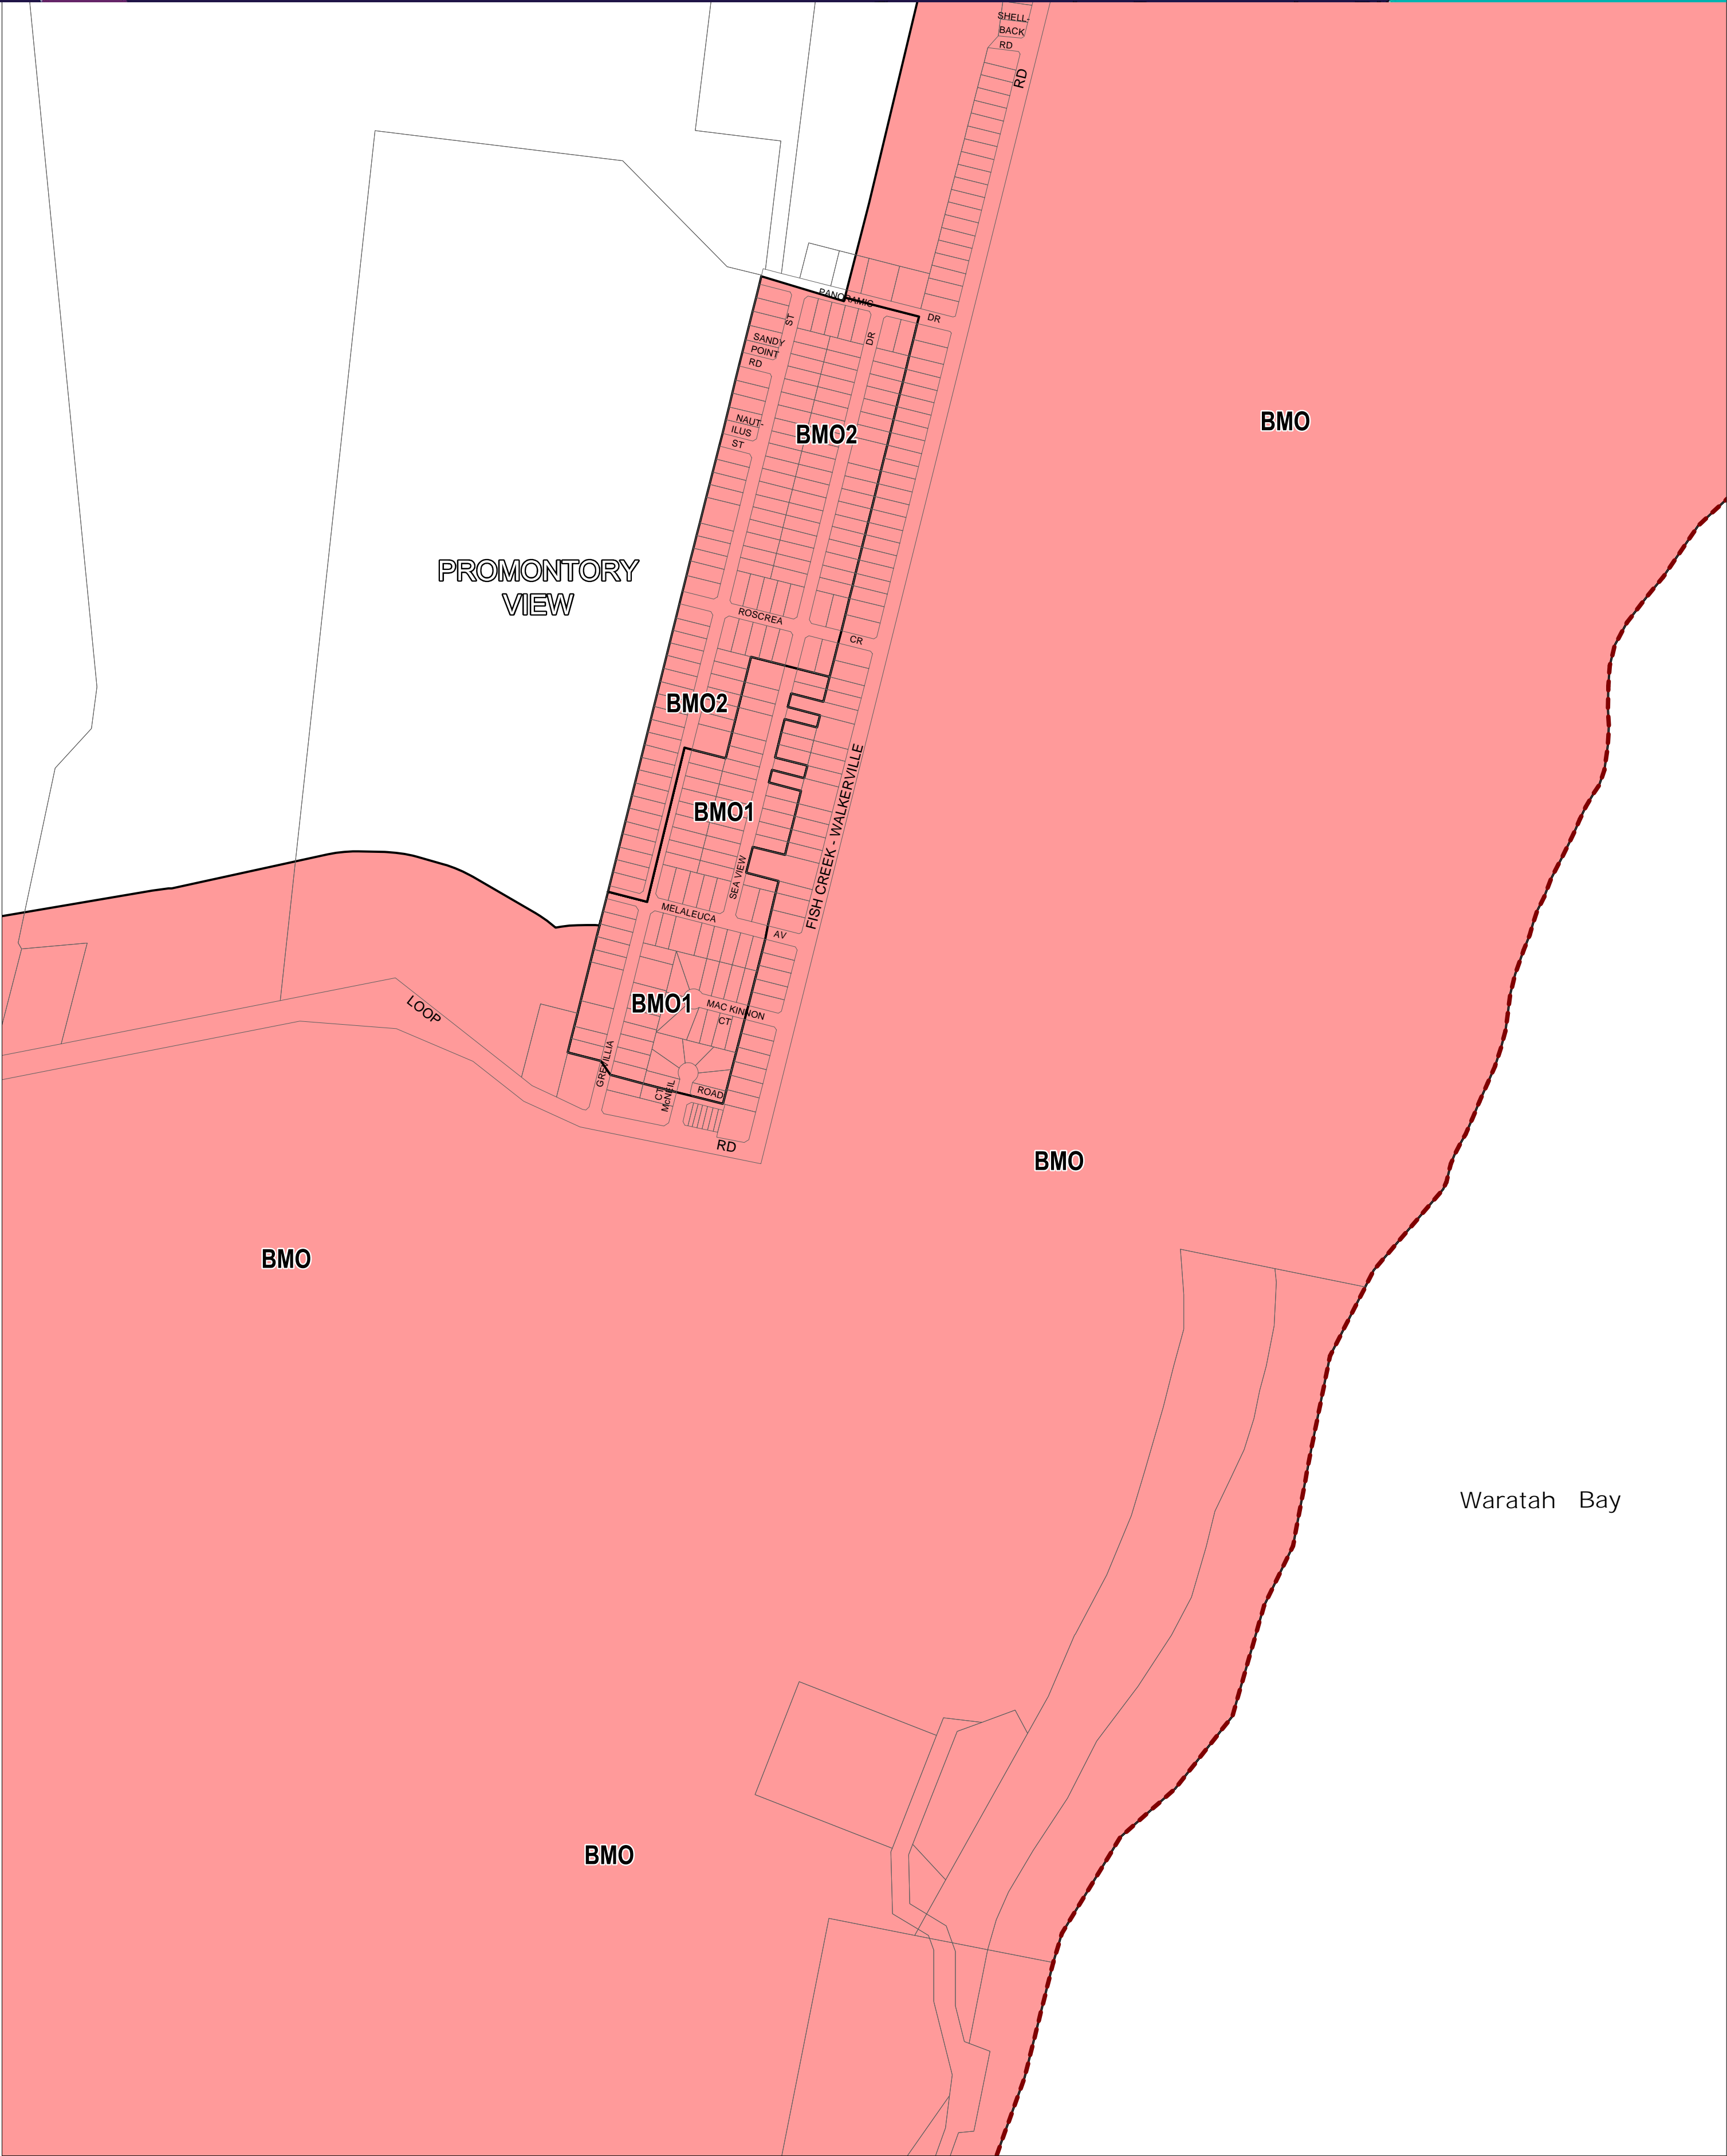 SHELL-
BACK
RD
RD
PANORAMIC
DR
ST
DR
SANDY
POINT
RD
NAUT-
ILUS
ST
BMO2
BMO
PROMONTORY
VIEW
ROSCREA
CR
BMO2
FISH CREEK - WALKERVILLE
BMO1
SEA VIEW
MELALEUCA
AV
BMO1
MAC KINNON
CT
LOOP
GREVILLIA
CT
McNEIL
ROAD
RD
BMO
BMO
Waratah Bay
BMO